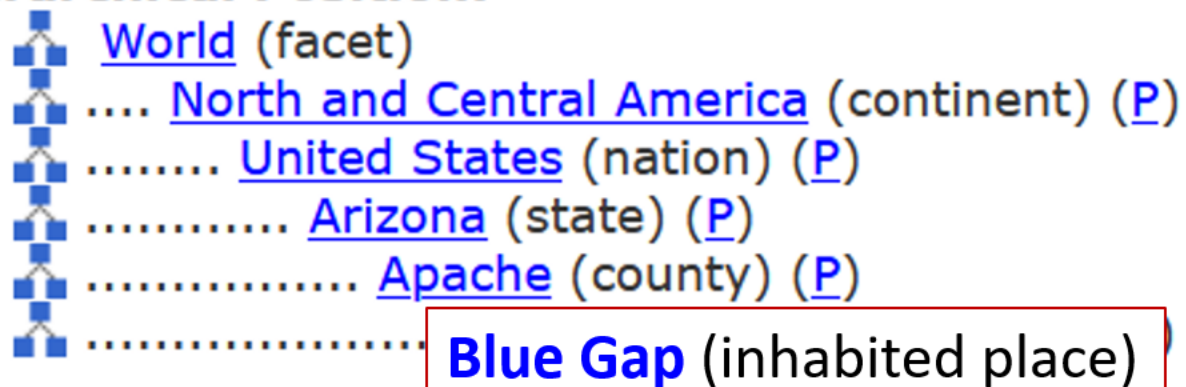 World (facet)
.... North and Central America (continent) (P)
........ United States (nation) (P)
............ Arizona (state) (P)
................ Apache (county) (P)
.................... Blue Gap (inhabited place)